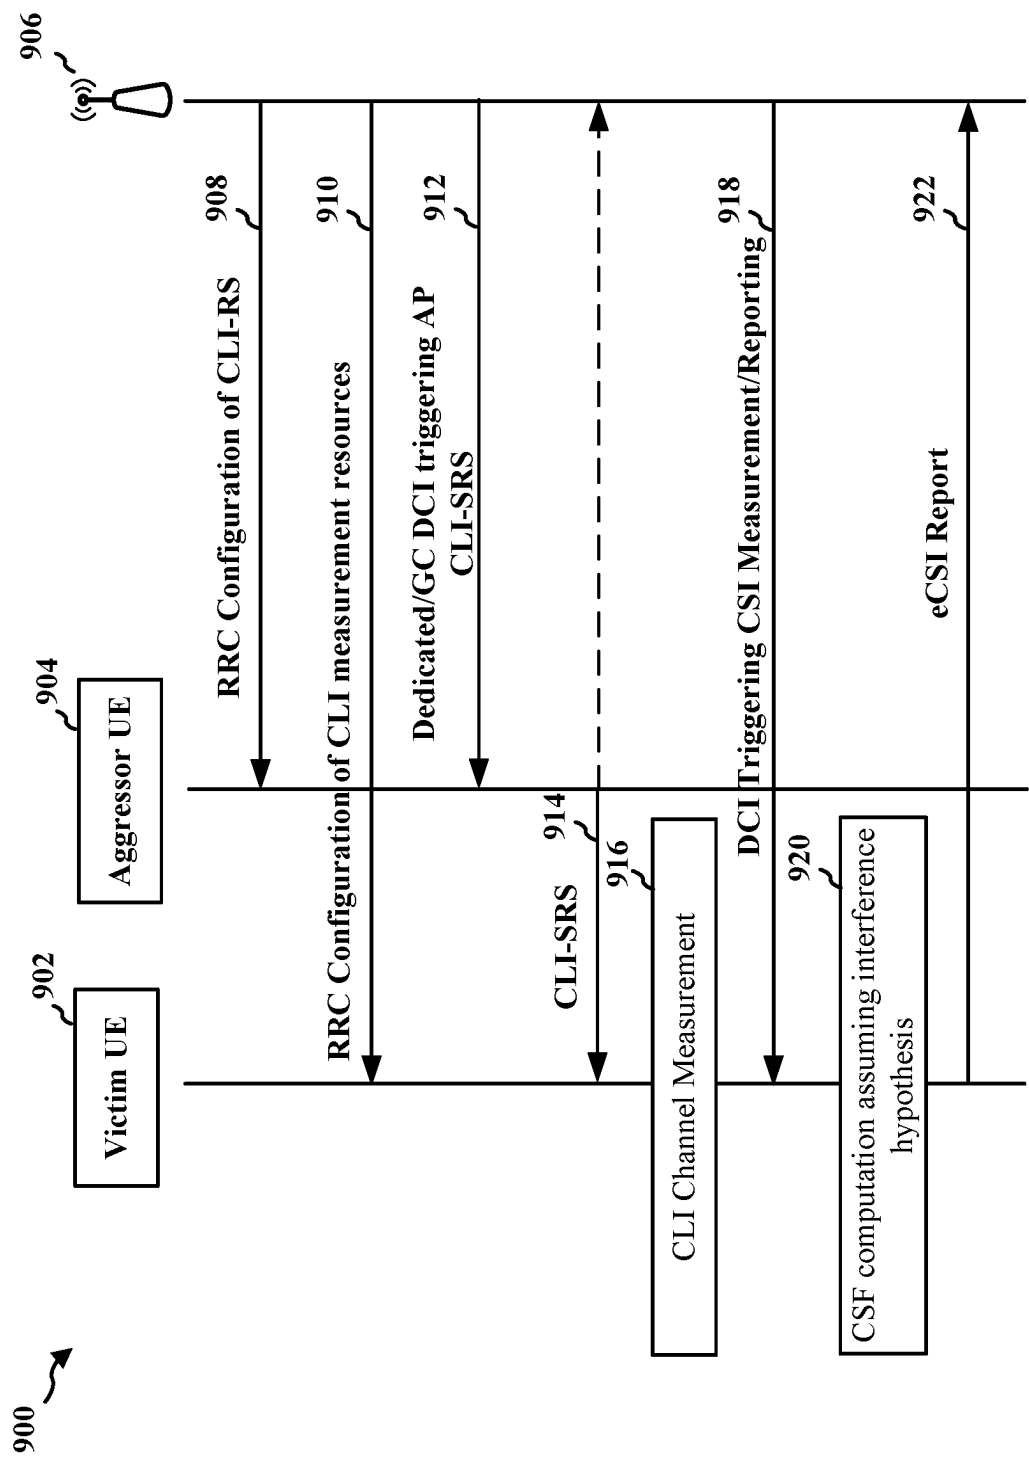 900
902
Victim UE
904
Aggressor UE
906
908
RRC Configuration of CLI-RS
910
RRC Configuration of CLI measurement resources
912
Dedicated/GC DCI triggering AP
CLI-SRS
914
CLI-SRS
916
CLI Channel Measurement
918
DCI Triggering CSI Measurement/Reporting
920
CSF computation assuming interference
hypothesis
922
eCSI Report